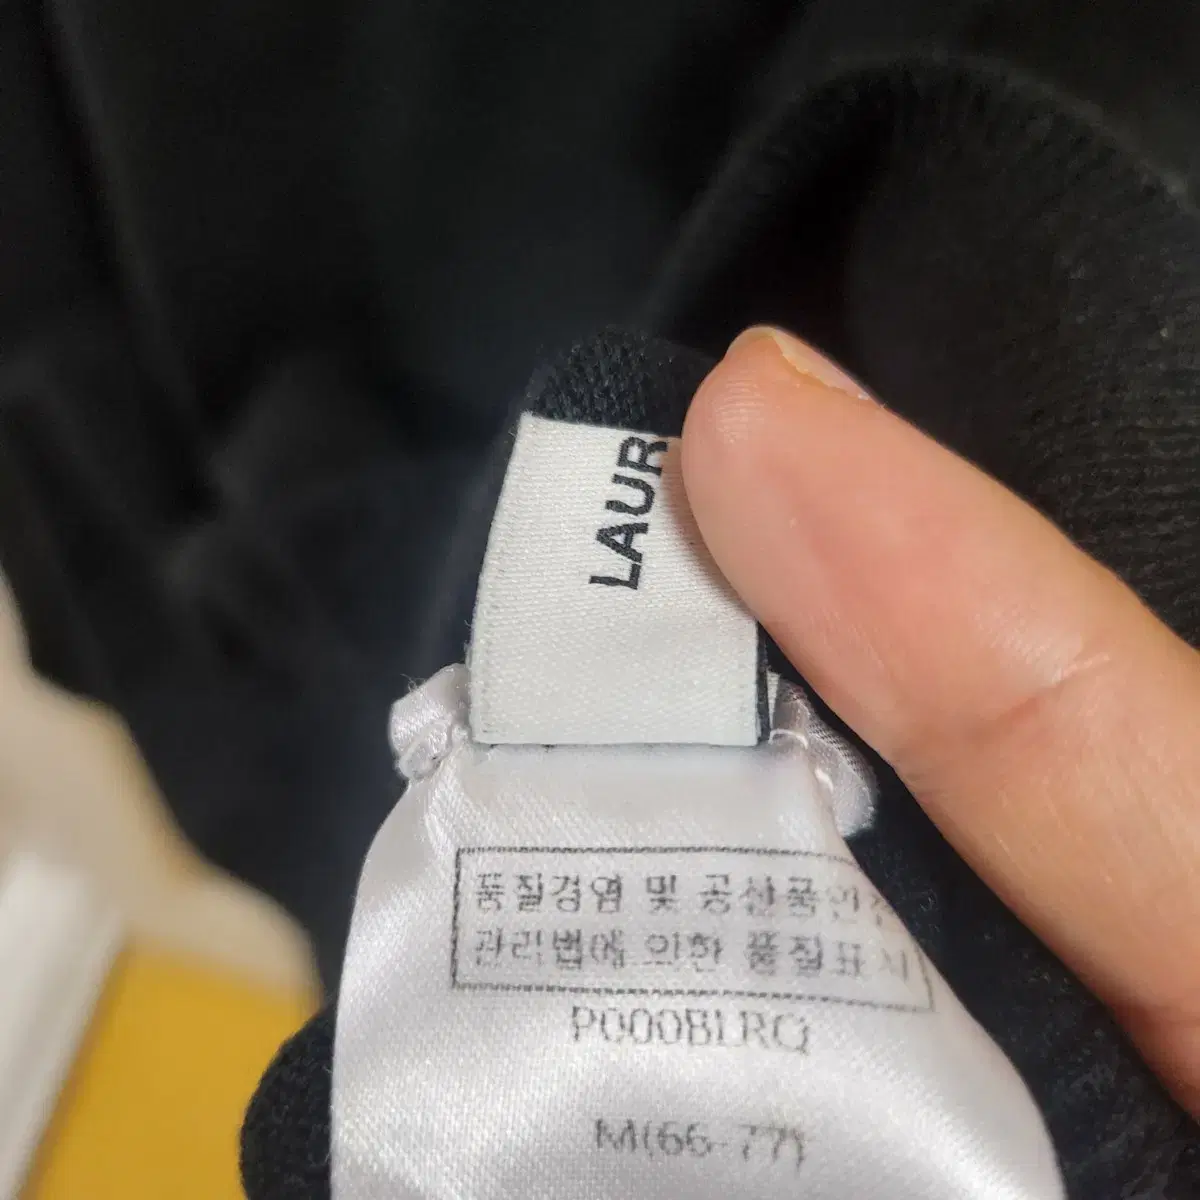 LAUR
품질경영 및 공산품안전
관리법에 의한 품질표시
P000BLRQ
M(66-77)